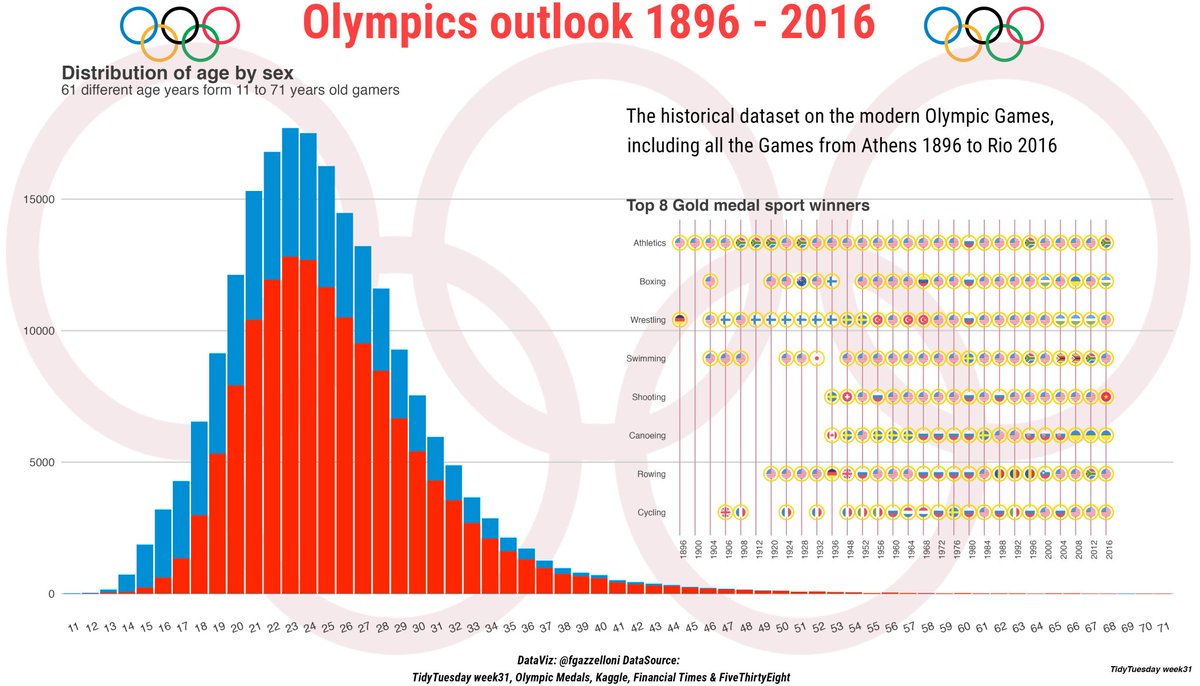 Olympics outlook 1896 - 2016
Distribution of age by sex
61 different age years form 11 to 71 years old gamers
15000
10000
5000
0
11 12 13 14 15 16 17 18 19 20 21 22 23 24 25 26 27 28 29 30 31 32 33 34 35 36 37 38 39 40 41 42 43 44 45 46 47 48 49 50 51 52 53 54 55 56 57 58 59 60 61 62 63 64 65 66 67 68 69 70 71
The historical dataset on the modern Olympic Games,
including all the Games from Athens 1896 to Rio 2016
Top 8 Gold medal sport winners
Athletics
Boxing
Wrestling
Swimming
Shooting
Canoeing
Rowing
Cycling
1896 1900 1904 1906 1908 1912 1920 1924 1928 1932 1936 1948 1952 1956 1960 1964 1968 1972 1976 1980 1984 1988 1992 1996 2000 2004 2008 2012 2016
DataViz: @fgazzelloni DataSource:
TidyTuesday week31, Olympic Medals, Kaggle, Financial Times & FiveThirtyEight
TidyTuesday week31